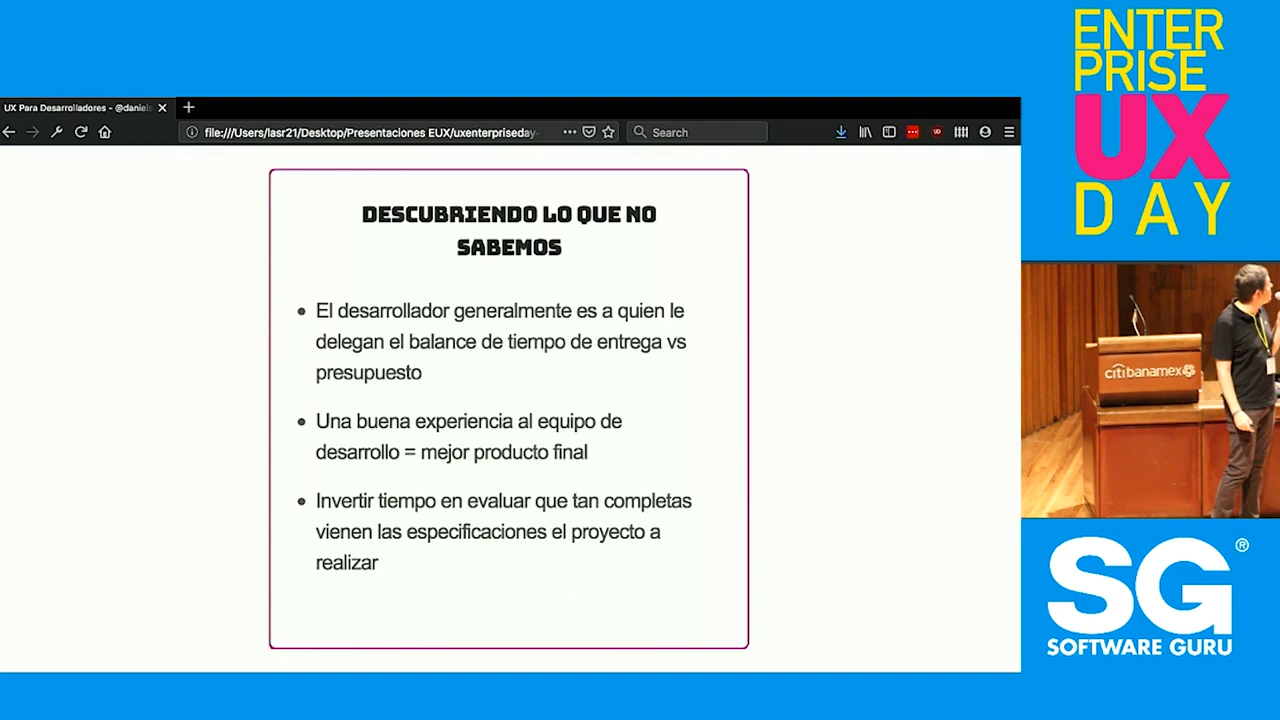 ENTER
PRISE
UX
DAY
UX Para Desarrolladores - @daniels
file:///Users/lasr21/Desktop/Presentaciones EUX/uxenterpriseday-
Search
DESCUBRIENDO LO QUE NO
SABEMOS
El desarrollador generalmente es a quien le
delegan el balance de tiempo de entrega vs
presupuesto
Una buena experiencia al equipo de
desarrollo = mejor producto final
Invertir tiempo en evaluar que tan completas
vienen las especificaciones el proyecto a
realizar
citibanamex
SG®
SOFTWARE GURU